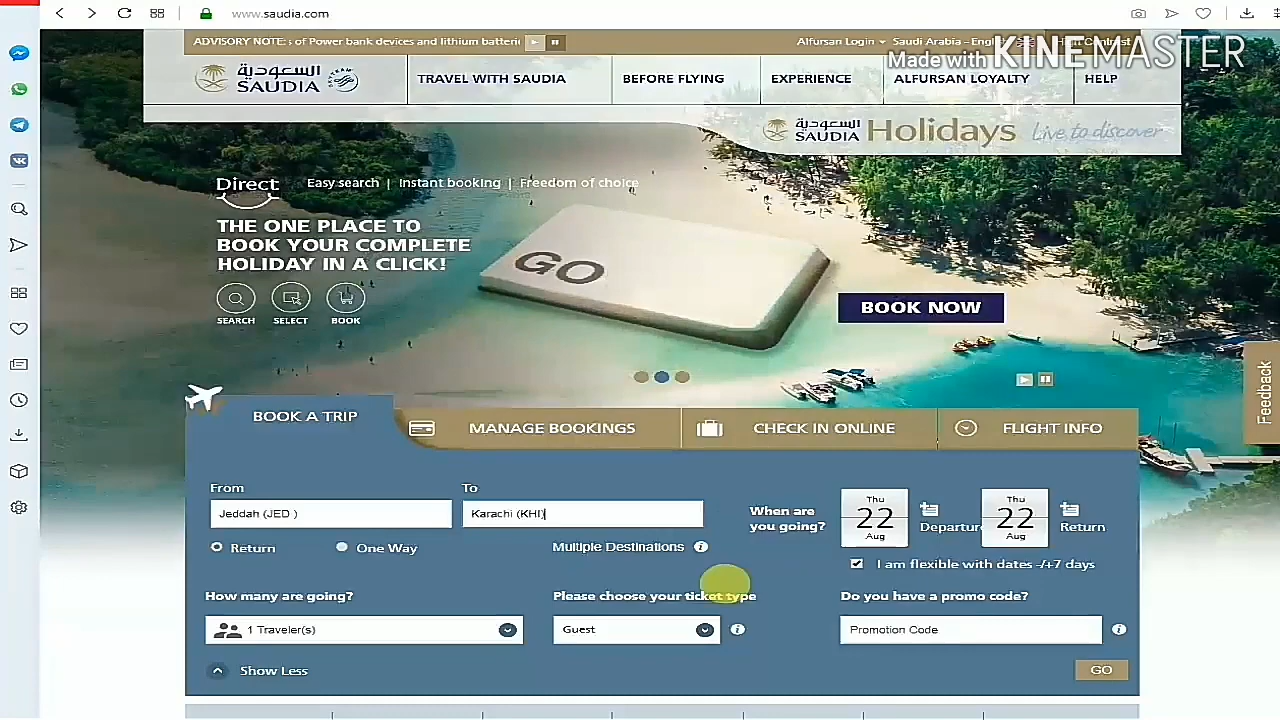 www.saudia.com
ADVISORY NOTE: s of Power bank devices and lithium batteri
Alfursan Login
Saudi Arabia - Engli
Contrast
Made with KINEMASTER
السعودية
SAUDIA
TRAVEL WITH SAUDIA
BEFORE FLYING
EXPERIENCE
ALFURSAN LOYALTY
HELP
السعودية
SAUDIA
Holidays
Live to discover
Direct
Easy search | Instant booking | Freedom of choice
THE ONE PLACE TO
BOOK YOUR COMPLETE
HOLIDAY IN A CLICK!
GO
SEARCH
SELECT
BOOK
BOOK NOW
Feedback
BOOK A TRIP
MANAGE BOOKINGS
CHECK IN ONLINE
FLIGHT INFO
From
To
Jeddah (JED )
Karachi (KHI)
When are
you going?
Thu
22
Aug
Departure
Thu
22
Aug
Return
Return
One Way
Multiple Destinations
I am flexible with dates -/+7 days
How many are going?
Please choose your ticket type
Do you have a promo code?
1 Traveler(s)
Guest
Promotion Code
Show Less
GO